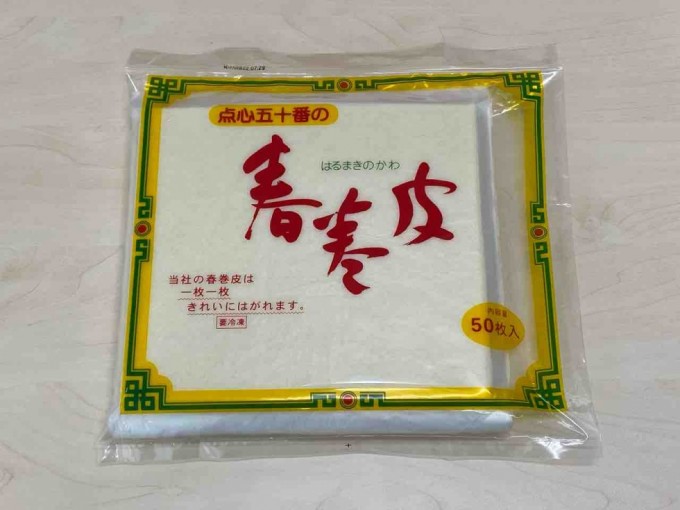 点心五十番の
はるまきのかわ
春巻皮
当社の春巻皮は
一枚一枚
きれいにはがれます。
要冷凍
内容量
50枚入